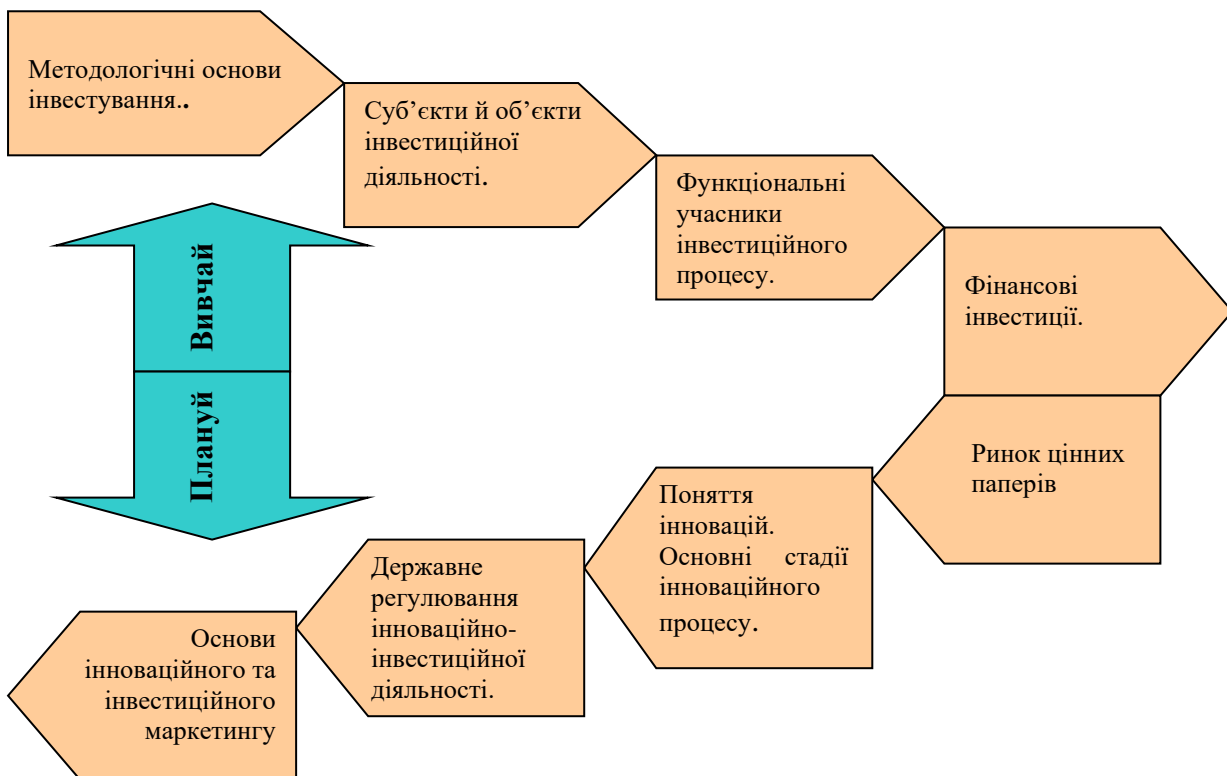 Методологічні основи
інвестування..
Суб’єкти й об’єкти
інвестиційної
діяльності.
Функціональні
учасники
інвестиційного
процесу.
Фінансові
інвестиції.
Вивчай
Плануй
Ринок цінних
паперів
Поняття
інновацій.
Основні стадії
інноваційного
процесу.
Державне
регулювання
інноваційно-
інвестиційної
діяльності.
Основи
інноваційного та
інвестиційного
маркетингу